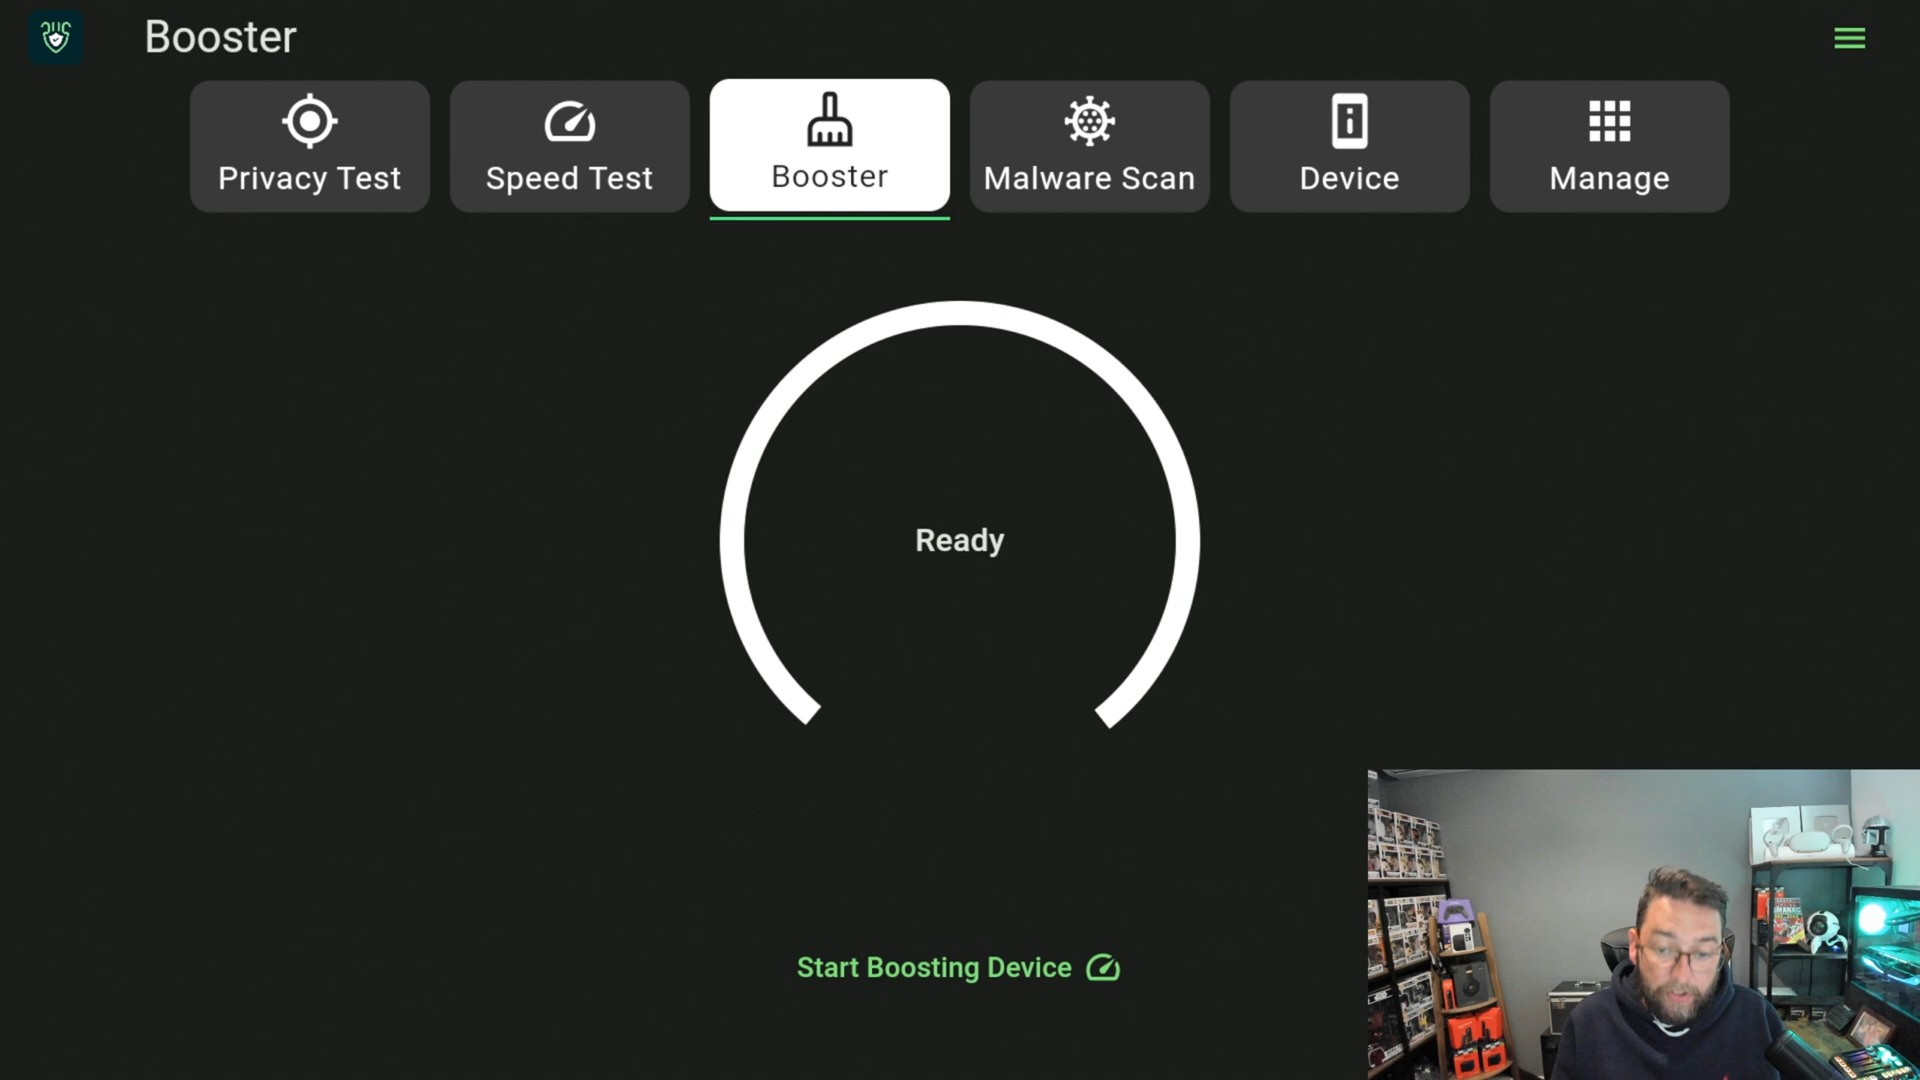 Booster
Privacy Test
Speed Test
Booster
Malware Scan
Device
Manage
Ready
Start Boosting Device